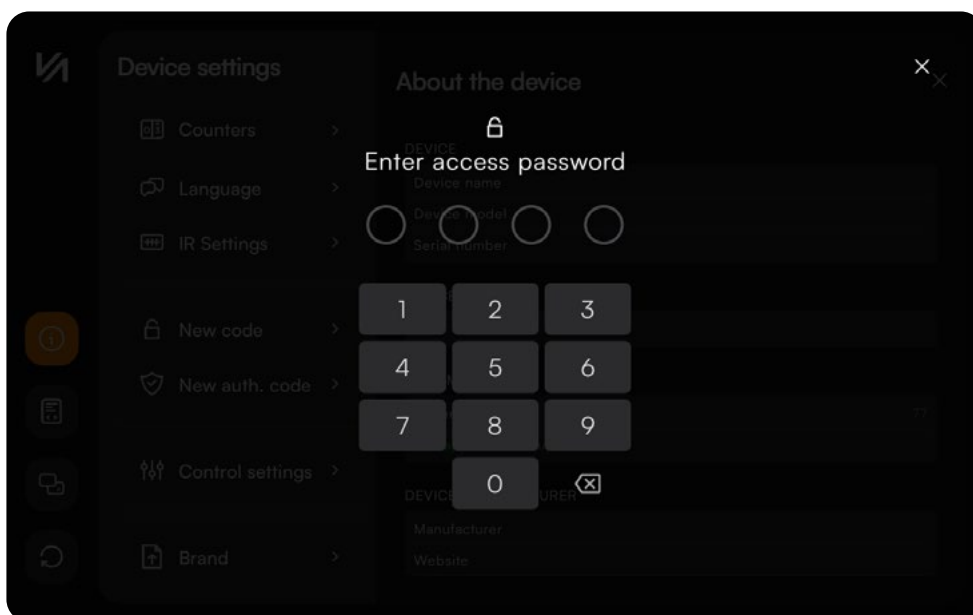 Device settings
Counters
Language
IR Settings
New code
New auth. code
Control settings
Brand
About the device
DEVICE
Device name
Device model
Serial number
77
Manufacturer
Website
Enter access password
1 2 3
4 5 6
7 8 9
0